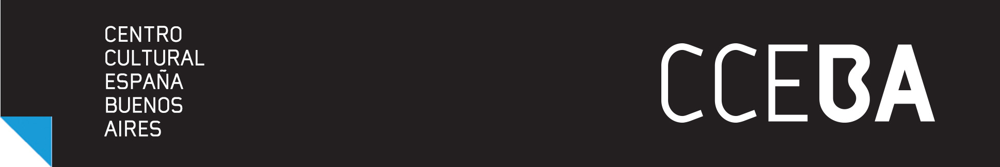 CENTRO
CULTURAL
ESPAÑA
BUENOS
AIRES
CCEBA